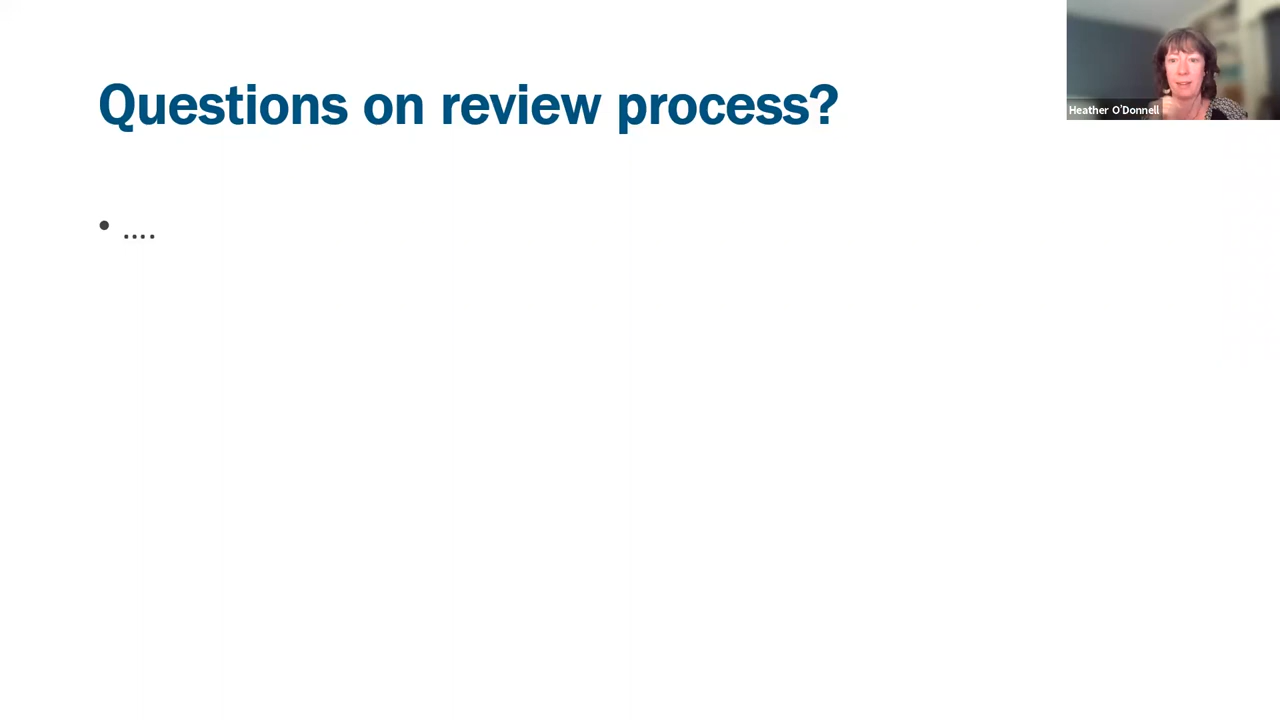 Questions on review process?
Heather O'Donnell
• ....